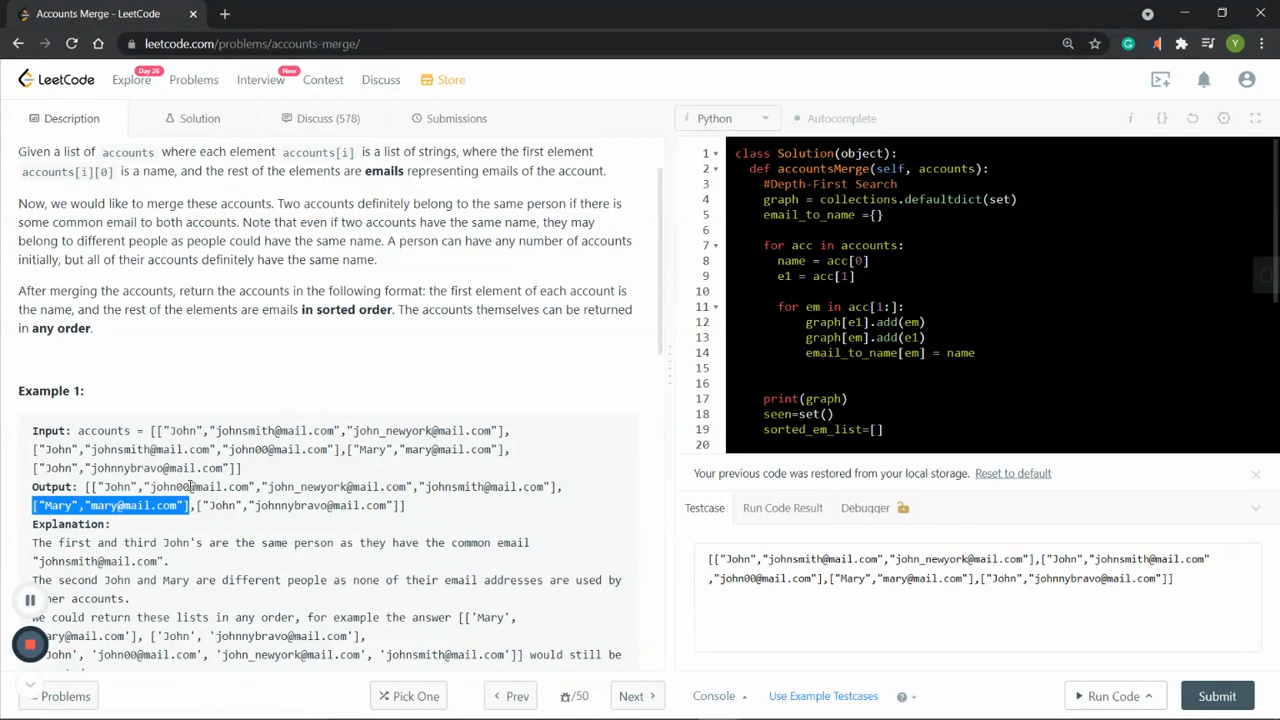 Accounts Merge - LeetCode
leetcode.com/problems/accounts-merge/
Y
LeetCode
Explore
Day 26
Problems
Interview
New
Contest
Discuss
Store
Description
Solution
Discuss (578)
Submissions
Given a list of accounts where each element accounts[i] is a list of strings, where the first element
accounts[i][0] is a name, and the rest of the elements are emails representing emails of the account.
Now, we would like to merge these accounts. Two accounts definitely belong to the same person if there is
some common email to both accounts. Note that even if two accounts have the same name, they may
belong to different people as people could have the same name. A person can have any number of accounts
initially, but all of their accounts definitely have the same name.
After merging the accounts, return the accounts in the following format: the first element of each account is
the name, and the rest of the elements are emails in sorted order. The accounts themselves can be returned
in any order.
Example 1:
Input: accounts = [["John","johnsmith@mail.com","john_newyork@mail.com"],
["John","johnsmith@mail.com","john00@mail.com"],["Mary","mary@mail.com"],
["John","johnnybravo@mail.com"]]
Output: [["John","john00@mail.com","john_newyork@mail.com","johnsmith@mail.com"],
["Mary","mary@mail.com"],["John","johnnybravo@mail.com"]]
Explanation:
The first and third John's are the same person as they have the common email
"johnsmith@mail.com".
The second John and Mary are different people as none of their email addresses are used by
ner accounts.
we could return these lists in any order, for example the answer [['Mary',
ary@mail.com'], ['John', 'johnnybravo@mail.com'],
John', 'john00@mail.com', 'john_newyork@mail.com', 'johnsmith@mail.com']] would still be
Problems
Pick One
Prev
/50
Next
i Python
Autocomplete
i {}
1 class Solution(object):
2 def accountsMerge(self, accounts):
3 #Depth-First Search
4 graph = collections.defaultdict(set)
5 email_to_name ={}
6
7 for acc in accounts:
8 name = acc[0]
9 e1 = acc[1]
10
11 for em in acc[1:]:
12 graph[e1].add(em)
13 graph[em].add(e1)
14 email_to_name[em] = name
15
16
17 print(graph)
18 seen=set()
19 sorted_em_list=[]
20
Your previous code was restored from your local storage. Reset to default
Testcase
Run Code Result
Debugger
[["John","johnsmith@mail.com","john_newyork@mail.com"],["John","johnsmith@mail.com"
,"john00@mail.com"],["Mary","mary@mail.com"],["John","johnnybravo@mail.com"]]
Console
Use Example Testcases
Run Code
Submit